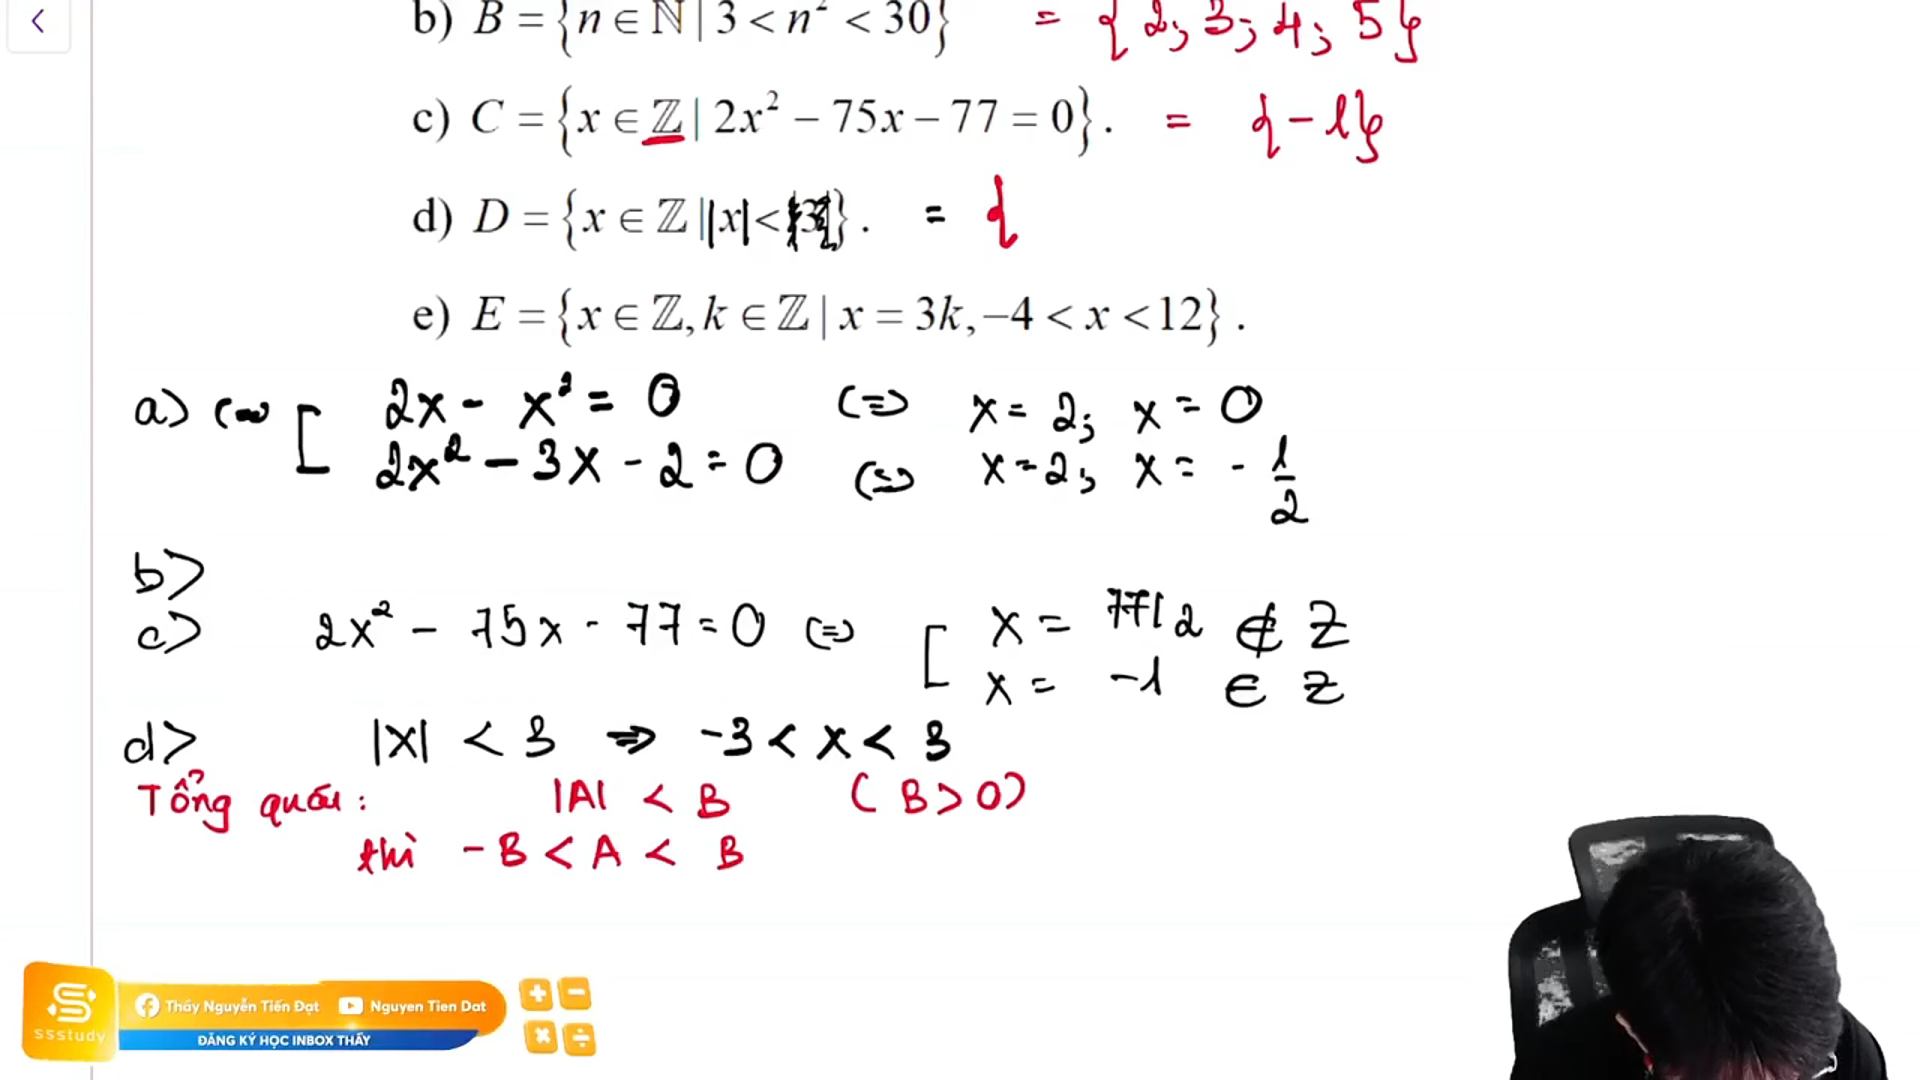 b) B = {n ∈ ℕ | 3 < n² < 30} = {2; 3; 4; 5}
c) C = {x ∈ ℤ | 2x² − 75x − 77 = 0}. = {-1}
d) D = {x ∈ ℤ ||x| < |3|}. = {
e) E = {x ∈ ℤ, k ∈ ℤ | x = 3k, −4 < x < 12}.
a) (=> [ 2x - x² = 0 (=) x = 2; x = 0
2x² - 3x - 2 = 0 (=) x = 2; x = -1/2
b>
c) 2x² - 75x - 77 = 0 (=) [ x = 77/2 ∉ Z
x = -1 ∈ Z
d> |x| < 3 => -3 < x < 3
Tổng quát: |A| < B (B > 0)
thì -B < A < B
Thầy Nguyễn Tiến Đạt Nguyen Tien Dat
ssstudy
ĐĂNG KÝ HỌC INBOX THẦY